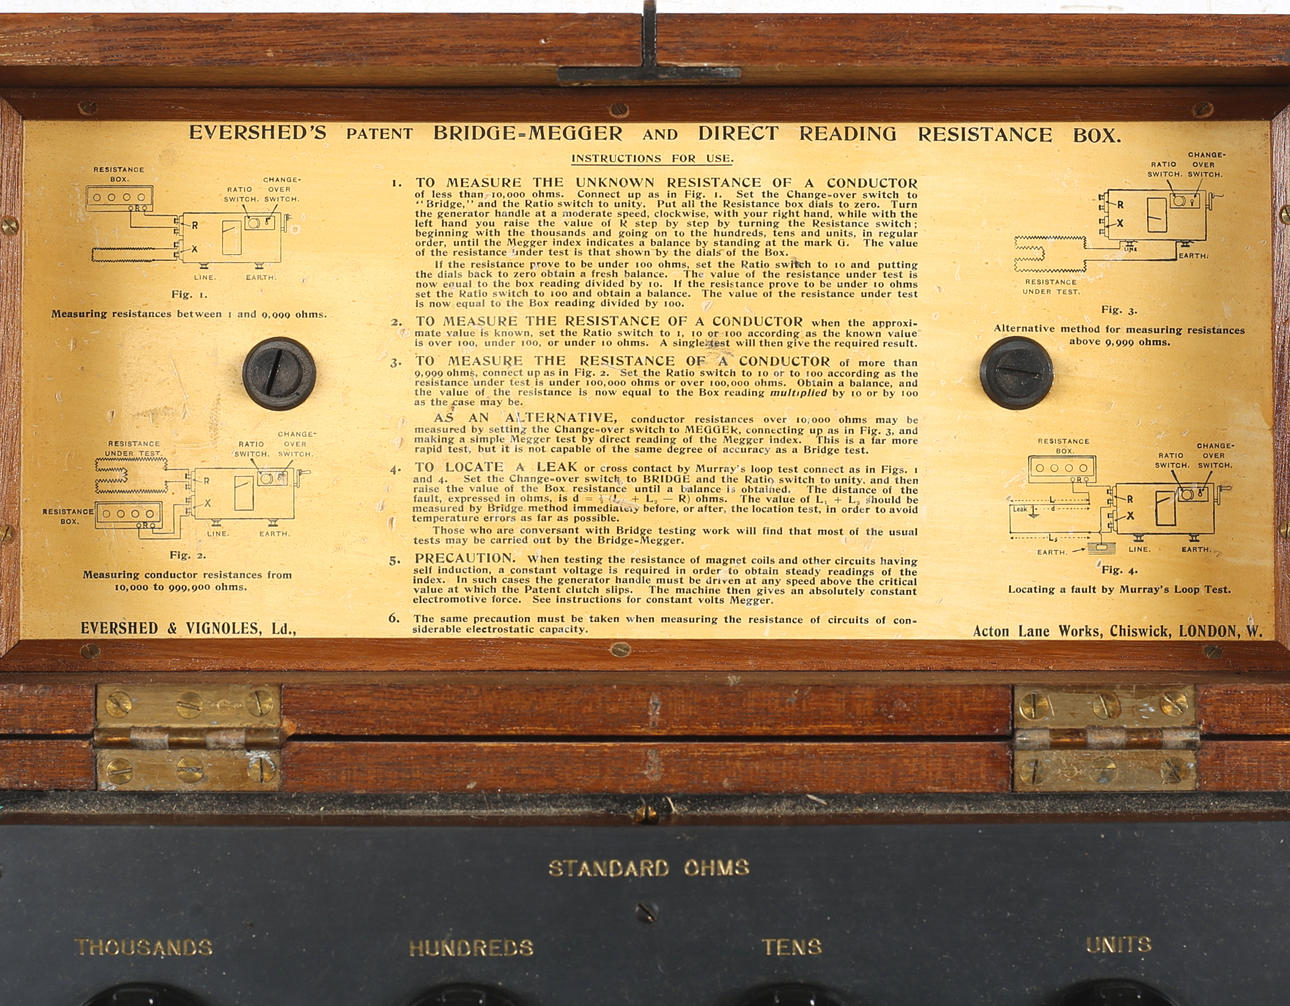 EVERSHED'S PATENT BRIDGE-MEGGER AND DIRECT READING RESISTANCE BOX.
INSTRUCTIONS FOR USE.
RESISTANCE
BOX.
CHANGE-
RATIO OVER
SWITCH. SWITCH.
R
X
LINE. EARTH.
Fig. 1.
Measuring resistances between 1 and 9,999 ohms.
RESISTANCE
UNDER TEST.
CHANGE-
RATIO OVER
SWITCH. SWITCH.
R
X
RESISTANCE
BOX.
R
LINE. EARTH.
Fig. 2.
Measuring conductor resistances from
10,000 to 999,900 ohms.
EVERSHED & VIGNOLES, Ld.,
1. TO MEASURE THE UNKNOWN RESISTANCE OF A CONDUCTOR
of less than 10,000 ohms. Connect up as in Fig. 1. Set the Change-over switch to
"Bridge," and the Ratio switch to unity. Put all the Resistance box dials to zero. Turn
the generator handle at a moderate speed, clockwise, with your right hand, while with the
left hand you raise the value of R step by step by turning the Resistance switch;
beginning with the thousands and going on to the hundreds, tens and units, in regular
order, until the Megger index indicates a balance by standing at the mark G. The value
of the resistance under test is that shown by the dials of the Box.
If the resistance prove to be under 100 ohms, set the Ratio switch to 10 and putting
the dials back to zero obtain a fresh balance. The value of the resistance under test is
now equal to the box reading divided by 10. If the resistance prove to be under 10 ohms
set the Ratio switch to 100 and obtain a balance. The value of the resistance under test
is now equal to the Box reading divided by 100.
2. TO MEASURE THE RESISTANCE OF A CONDUCTOR when the approxi-
mate value is known, set the Ratio switch to 1, 10 or 100 according as the known value
is over 100, under 100, or under 10 ohms. A single test will then give the required result.
3. TO MEASURE THE RESISTANCE OF A CONDUCTOR of more than
9,999 ohms, connect up as in Fig. 2. Set the Ratio switch to 10 or to 100 according as the
resistance under test is under 100,000 ohms or over 100,000 ohms. Obtain a balance, and
the value of the resistance is now equal to the Box reading multiplied by 10 or by 100
as the case may be.
AS AN ALTERNATIVE, conductor resistances over 10,000 ohms may be
measured by setting the Change-over switch to MEGGER, connecting up as in Fig. 3, and
making a simple Megger test by direct reading of the Megger index. This is a far more
rapid test, but it is not capable of the same degree of accuracy as a Bridge test.
4. TO LOCATE A LEAK or cross contact by Murray's loop test connect as in Figs. 1
and 4. Set the Change-over switch to BRIDGE and the Ratio switch to unity, and then
raise the value of the Box resistance until a balance is obtained. The distance of the
fault, expressed in ohms, is d = (L₁ + L₂ − R) ohms. The value of L₁ + L₂ should be
measured by Bridge method immediately before, or after, the location test, in order to avoid
temperature errors as far as possible.
Those who are conversant with Bridge testing work will find that most of the usual
tests may be carried out by the Bridge-Megger.
5. PRECAUTION. When testing the resistance of magnet coils and other circuits having
self induction, a constant voltage is required in order to obtain steady readings of the
index. In such cases the generator handle must be driven at any speed above the critical
value at which the Patent clutch slips. The machine then gives an absolutely constant
electromotive force. See instructions for constant volts Megger.
6. The same precaution must be taken when measuring the resistance of circuits of con-
siderable electrostatic capacity.
CHANGE-
RATIO OVER
SWITCH. SWITCH.
R
X
LINE
EARTH.
RESISTANCE
UNDER TEST.
Fig. 3.
Alternative method for measuring resistances
above 9,999 ohms.
RESISTANCE
BOX.
CHANGE-
RATIO OVER
SWITCH. SWITCH.
R
X
Leak
d
EARTH.
LINE. EARTH.
Fig. 4.
Locating a fault by Murray's Loop Test.
Acton Lane Works, Chiswick, LONDON, W.
STANDARD OHMS
THOUSANDS HUNDREDS TENS UNITS